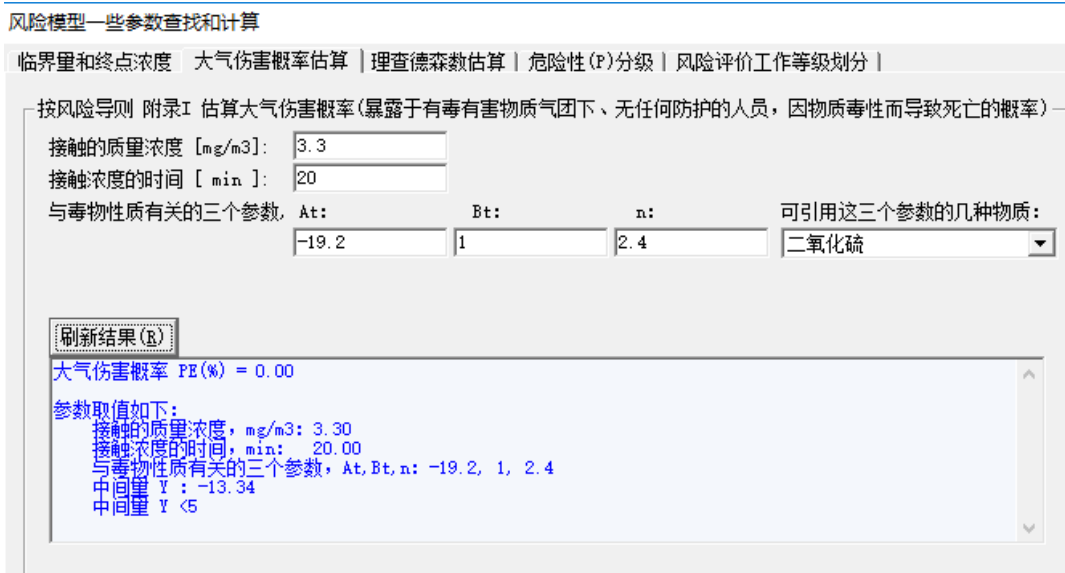 风险模型一些参数查找和计算
临界量和终点浓度 大气伤害概率估算 理查德森数估算 危险性(P)分级 风险评价工作等级划分
按风险导则 附录I 估算大气伤害概率(暴露于有毒有害物质气团下、无任何防护的人员，因物质毒性而导致死亡的概率)
接触的质量浓度 [mg/m3]: 3.3
接触浓度的时间 [ min ]: 20
与毒物性质有关的三个参数, At: Bt: n: 可引用这三个参数的几种物质:
-19.2 1 2.4 二氧化硫
刷新结果(R)
大气伤害概率 PE(%) = 0.00
参数取值如下:
接触的质量浓度，mg/m3: 3.30
接触浓度的时间，min: 20.00
与毒物性质有关的三个参数，At,Bt,n: -19.2, 1, 2.4
中间量 Y : -13.34
中间量 Y <5